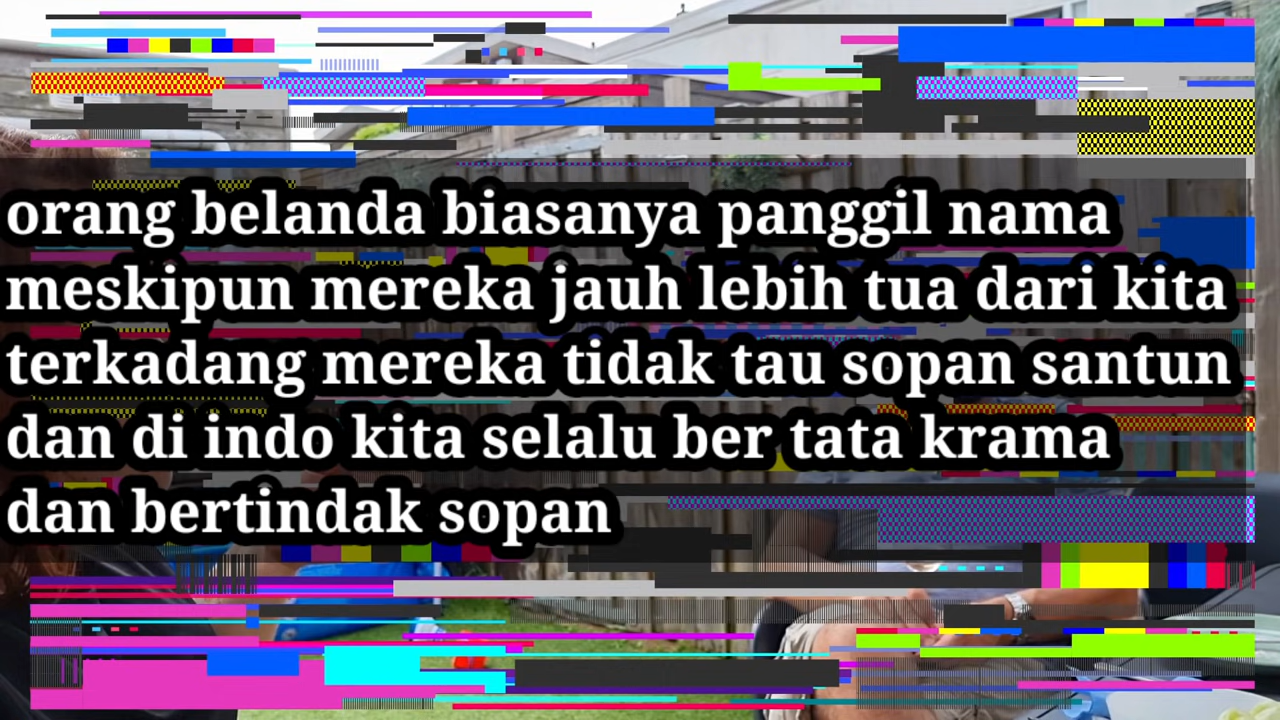 orang belanda biasanya panggil nama
meskipun mereka jauh lebih tua dari kita
terkadang mereka tidak tau sopan santun
dan di indo kita selalu ber tata krama
dan bertindak sopan